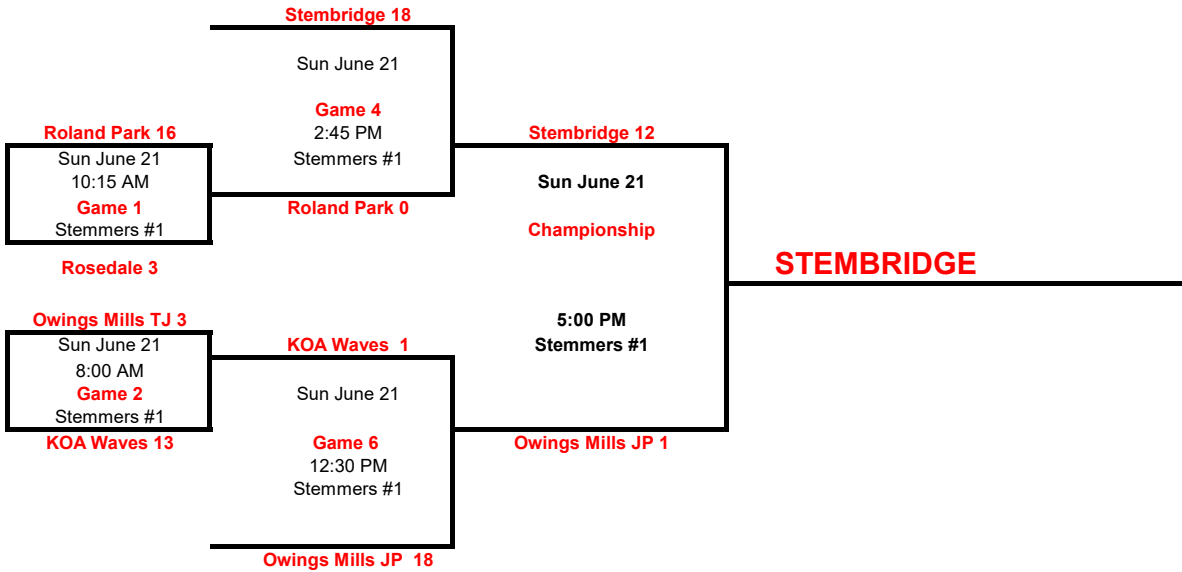 Stembridge 18
Sun June 21
Game 4
2:45 PM
Stemmers #1
Roland Park 0
Roland Park 16
Sun June 21
10:15 AM
Game 1
Stemmers #1
Rosedale 3
Owings Mills TJ 3
Sun June 21
8:00 AM
Game 2
Stemmers #1
KOA Waves 13
KOA Waves 1
Sun June 21
Game 6
12:30 PM
Stemmers #1
Owings Mills JP 18
Stembridge 12
Sun June 21
Championship
5:00 PM
Stemmers #1
Owings Mills JP 1
STEMBRIDGE